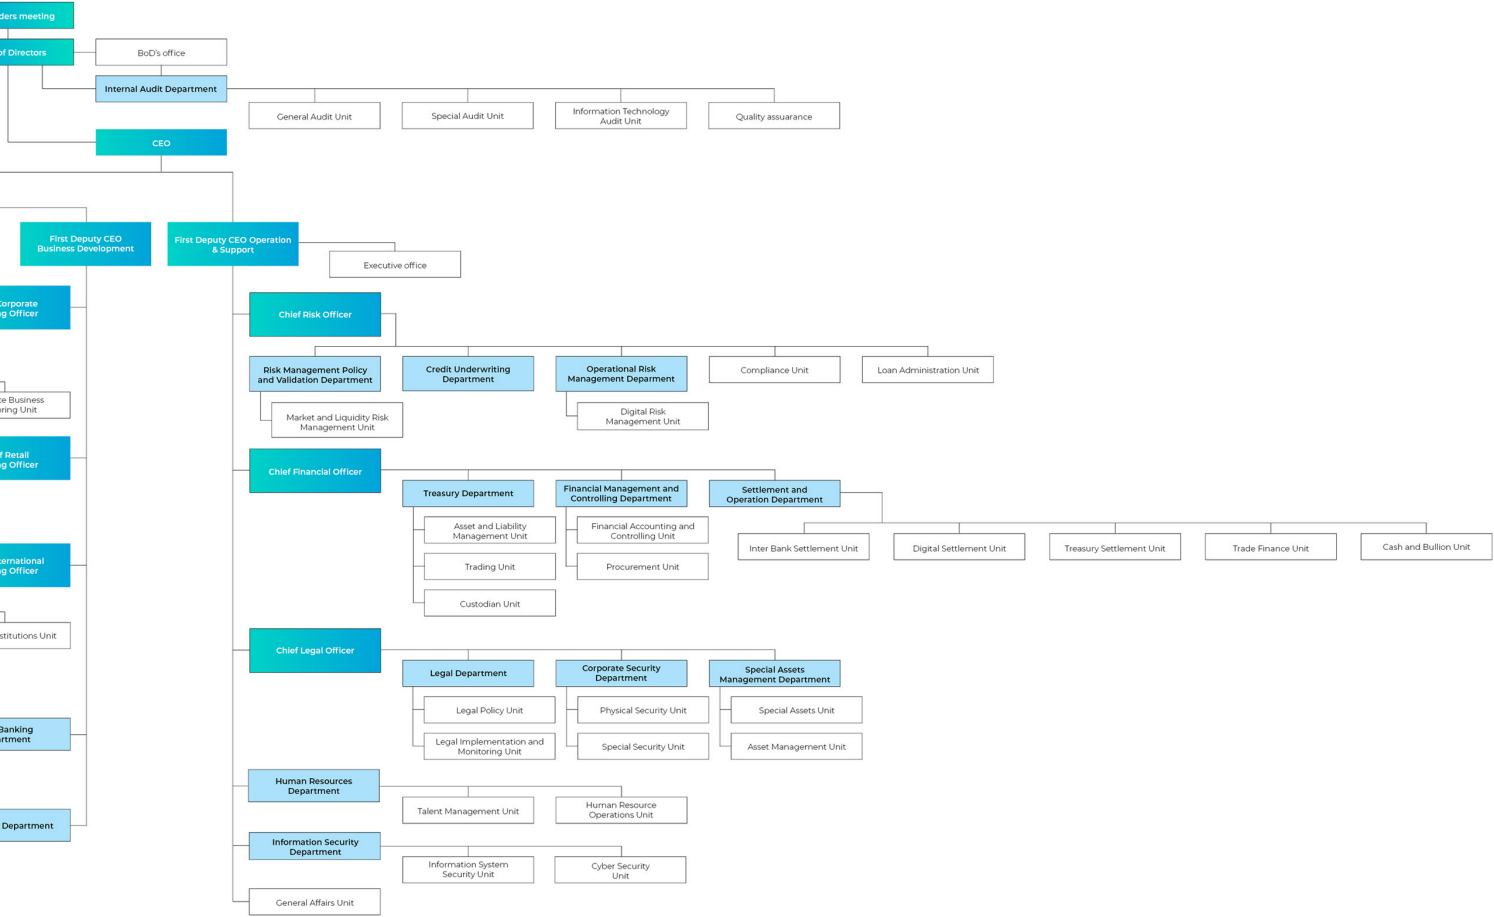 ders meeting
of Directors
BoD's office
Internal Audit Department
General Audit Unit
Special Audit Unit
Information Technology
Audit Unit
Quality assuarance
CEO
First Deputy CEO
Business Development
First Deputy CEO Operation
& Support
Executive office
Corporate
ng Officer
Chief Risk Officer
Risk Management Policy
and Validation Department
Credit Underwriting
Department
Operational Risk
Management Deparment
Compliance Unit
Loan Administration Unit
te Business
ring Unit
Market and Liquidity Risk
Management Unit
Digital Risk
Management Unit
f Retail
ng Officer
Chief Financial Officer
Treasury Department
Financial Management and
Controlling Department
Settlement and
Operation Department
Asset and Liability
Management Unit
Financial Accounting and
Controlling Unit
Inter Bank Settlement Unit
Digital Settlement Unit
Treasury Settlement Unit
Trade Finance Unit
Cash and Bullion Unit
ternational
ng Officer
Trading Unit
Procurement Unit
Custodian Unit
stitutions Unit
Chief Legal Officer
Legal Department
Corporate Security
Department
Special Assets
Management Department
Legal Policy Unit
Physical Security Unit
Special Assets Unit
Legal Implementation and
Monitoring Unit
Special Security Unit
Asset Management Unit
Banking
artment
Human Resources
Department
Talent Management Unit
Human Resource
Operations Unit
Department
Information Security
Department
Information System
Security Unit
Cyber Security
Unit
General Affairs Unit